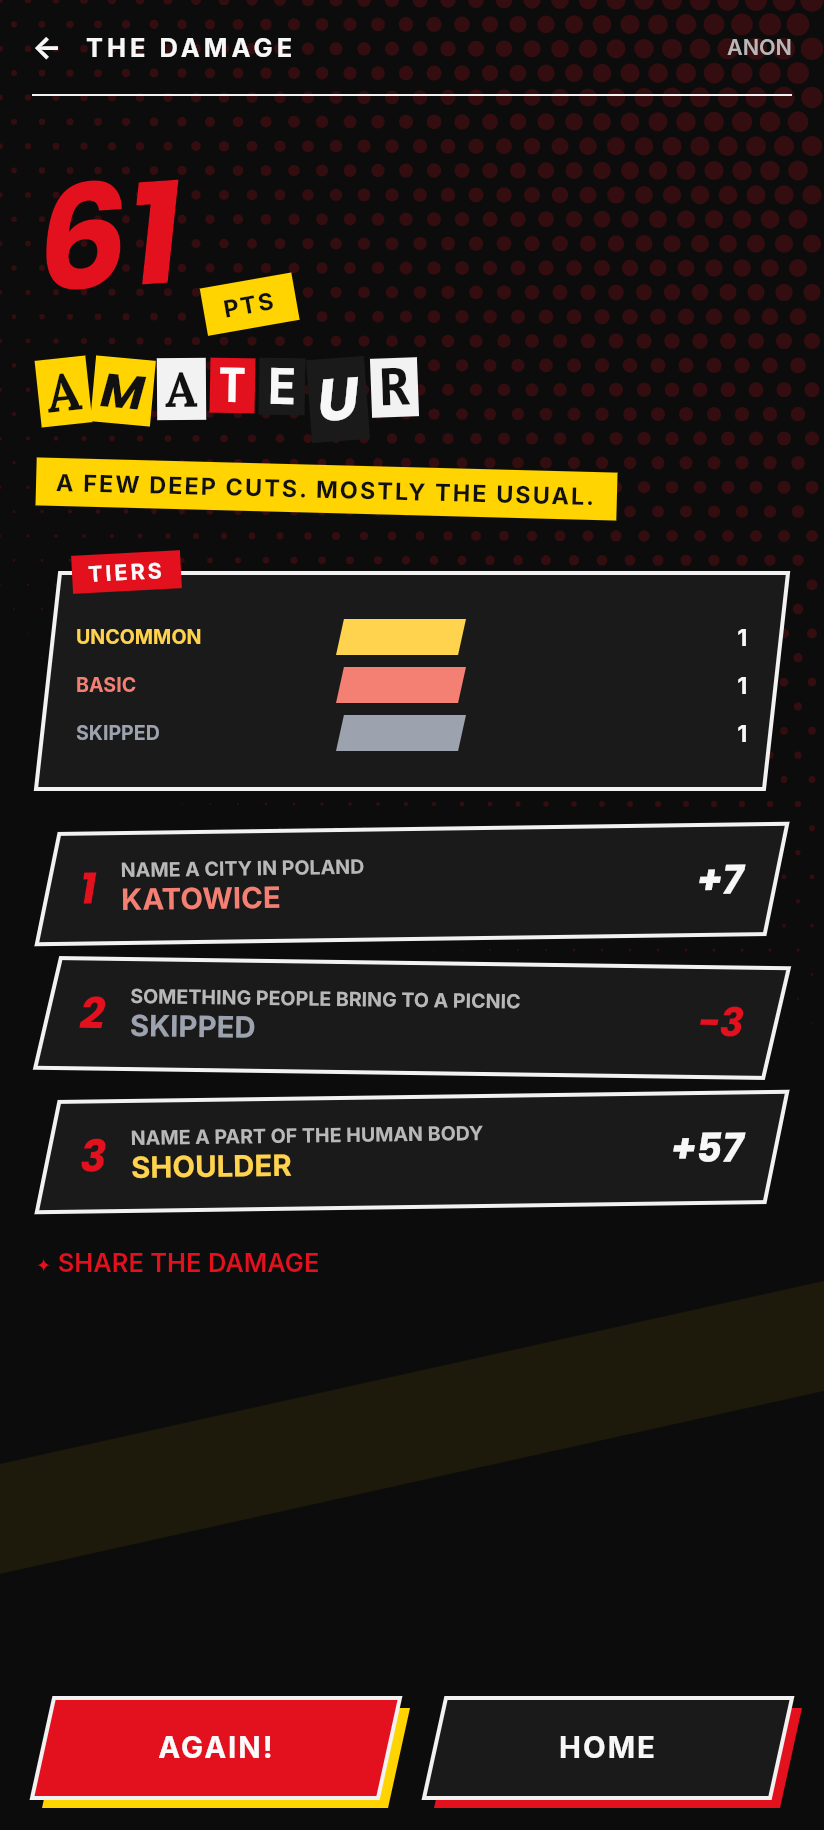 THE DAMAGE
ANON
61
PTS
AMATEUR
A FEW DEEP CUTS. MOSTLY THE USUAL.
TIERS
UNCOMMON 1
BASIC 1
SKIPPED 1
1 NAME A CITY IN POLAND
KATOWICE
+7
2 SOMETHING PEOPLE BRING TO A PICNIC
SKIPPED
−3
3 NAME A PART OF THE HUMAN BODY
SHOULDER
+57
SHARE THE DAMAGE
AGAIN!
HOME